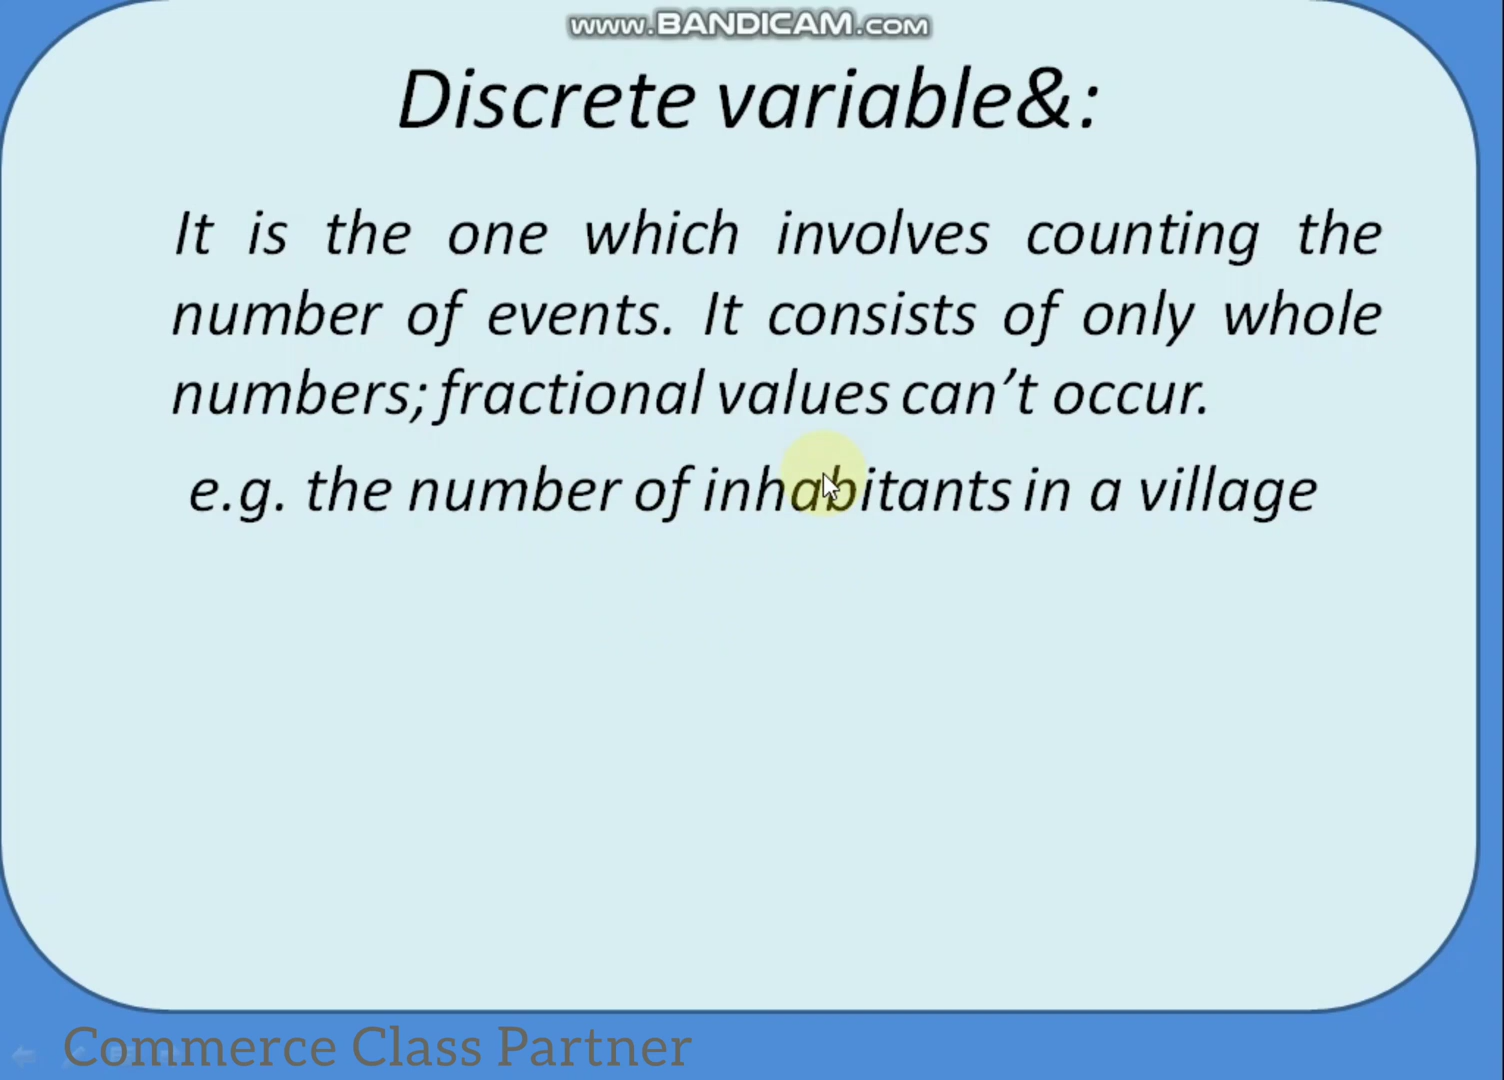 www.BANDICAM.com
Discrete variable&:
It is the one which involves counting the
number of events. It consists of only whole
numbers; fractional values can’t occur.
e.g. the number of inhabitants in a village
Commerce Class Partner